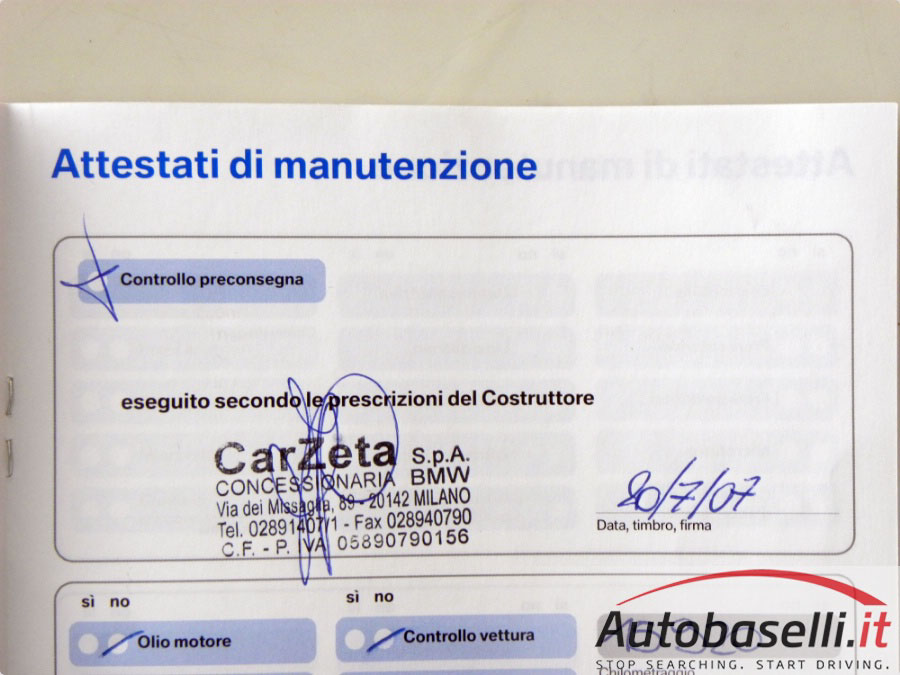 Attestati di manutenzione
Controllo preconsegna
eseguito secondo le prescrizioni del Costruttore
CarZeta S.p.A.
CONCESSIONARIA BMW
Via dei Missaglia, 89 - 20142 MILANO
Tel. 0289140771 - Fax 028940790
C.F. - P. IVA 05890790156
20/7/07
Data, timbro, firma
sì no
sì no
Olio motore
Controllo vettura
Chilometraggio
Autobaselli.it
STOP SEARCHING. START DRIVING.